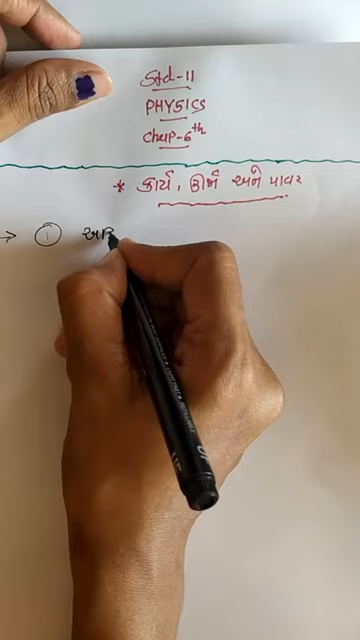 Std-11
PHYSICS
Chap-6th
* કાર્ય, ઊર્જા અને પાવર
→ ①